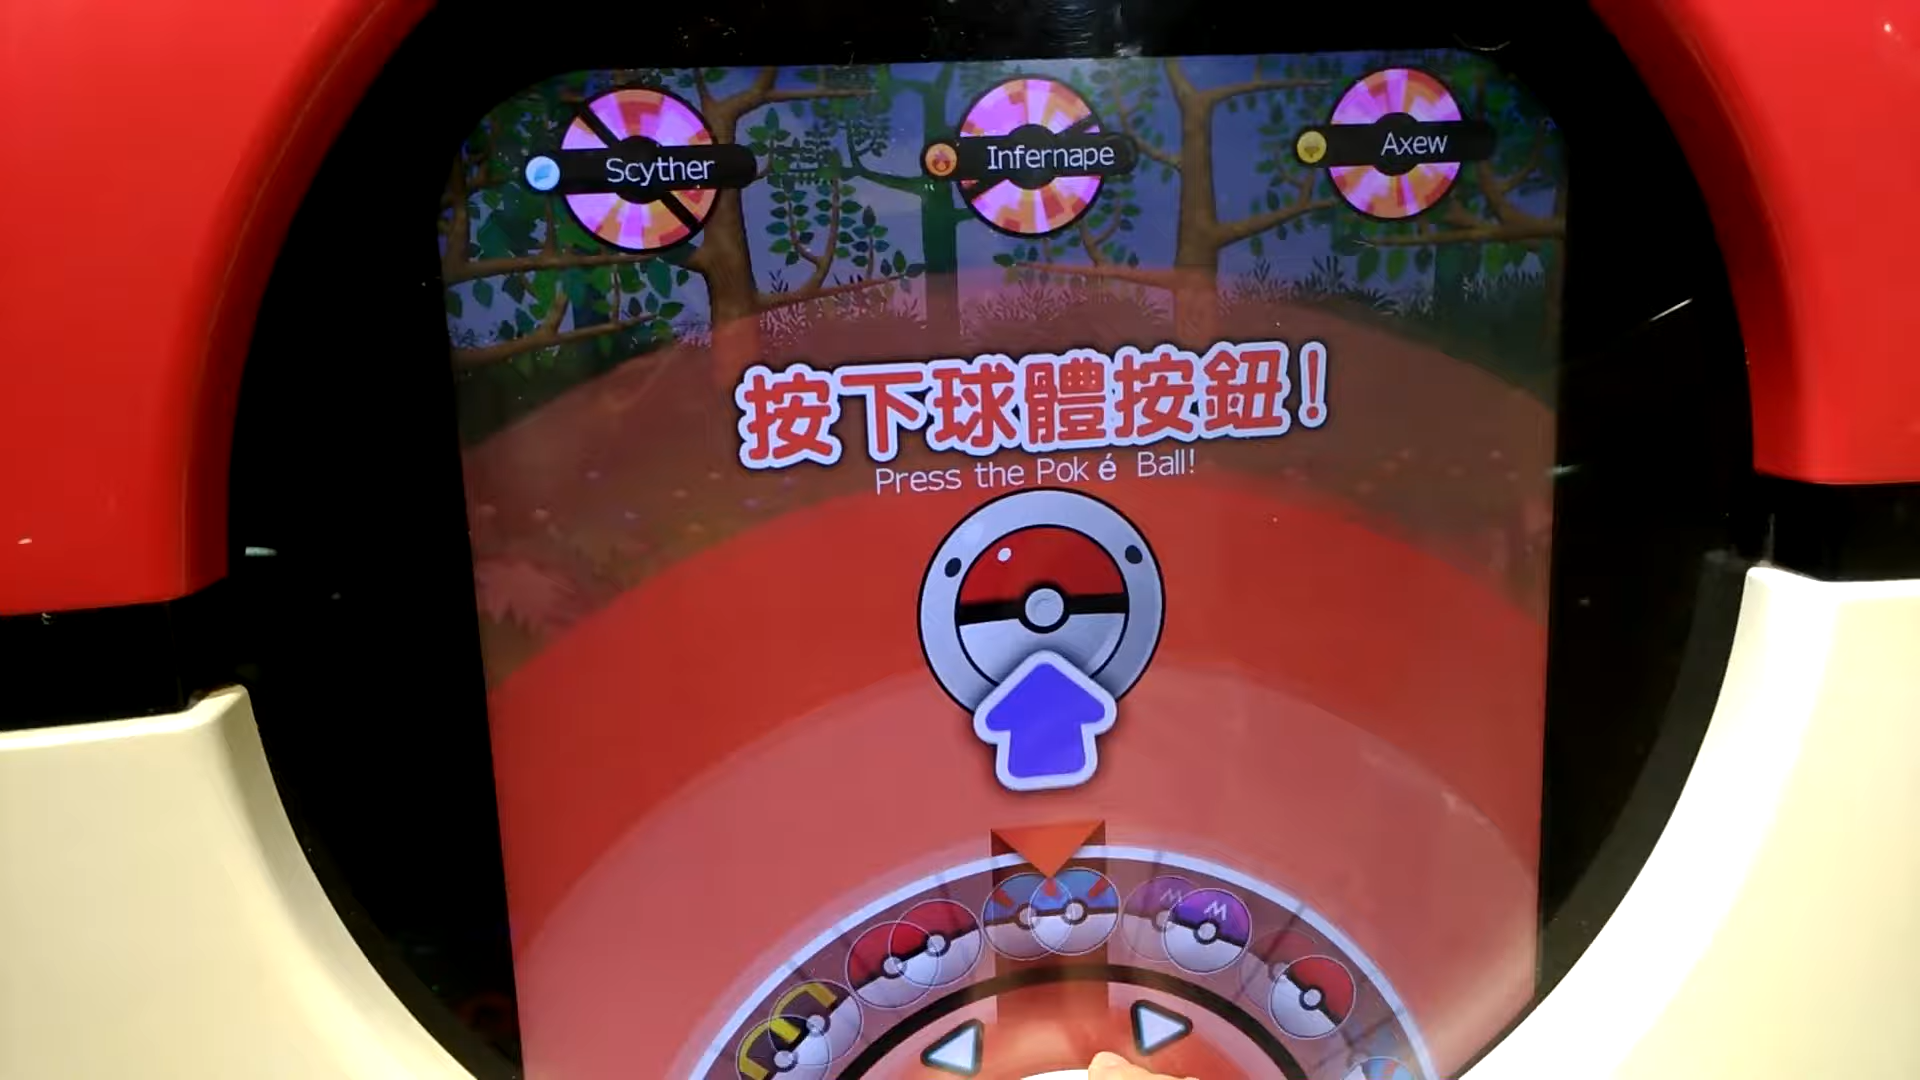 Scyther
Infernape
Axew
按下球體按鈕!
Press the Poké Ball!